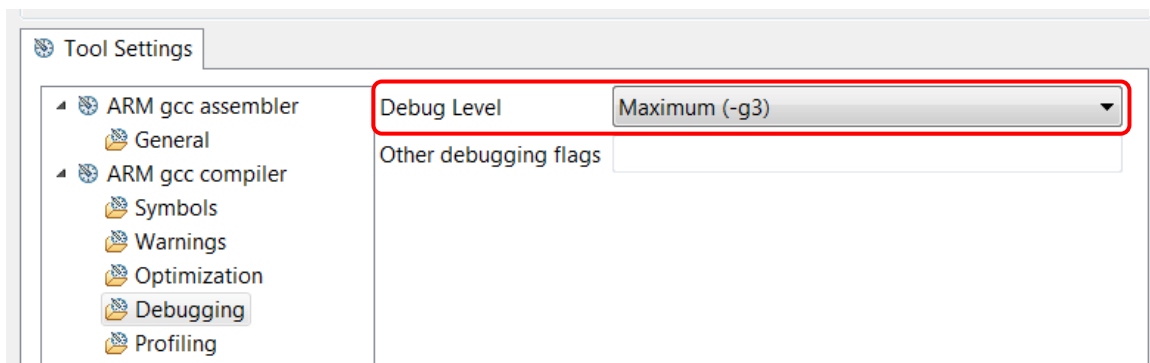 Tool Settings
ARM gcc assembler
General
ARM gcc compiler
Symbols
Warnings
Optimization
Debugging
Profiling
Debug Level
Maximum (-g3)
Other debugging flags